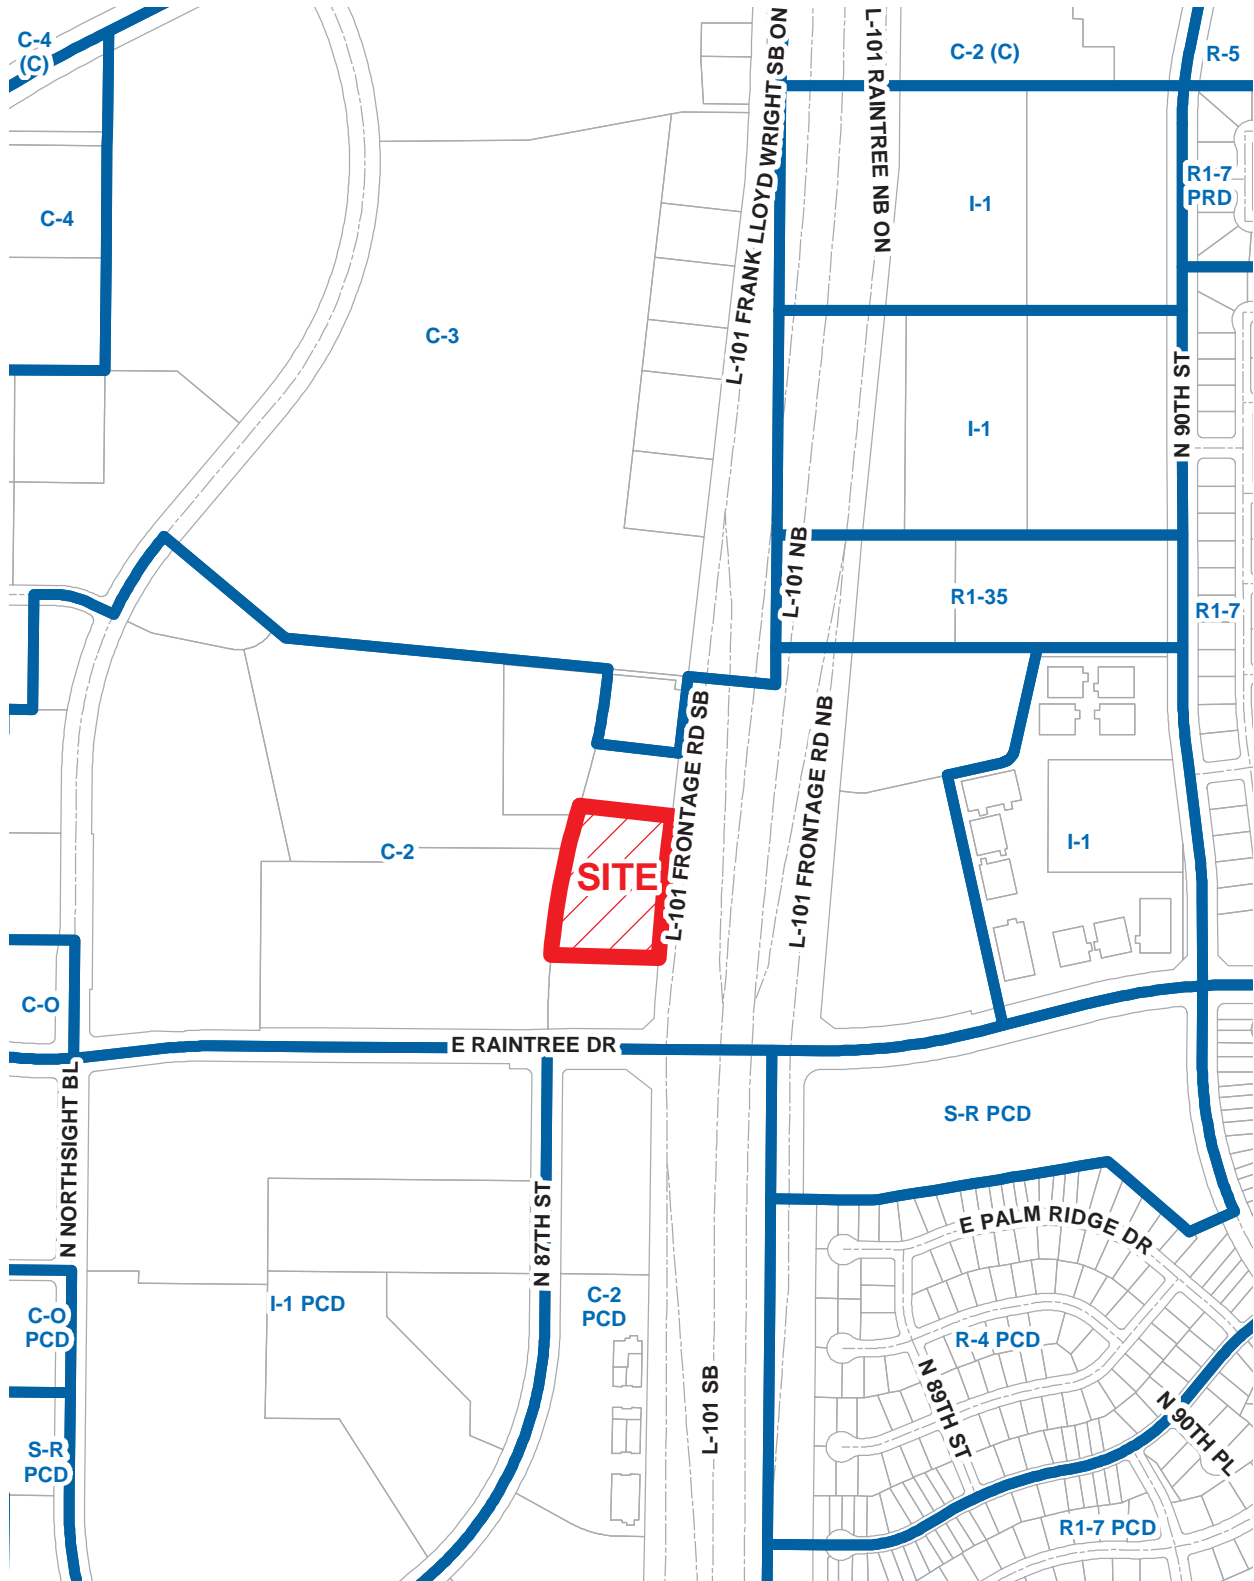 C-4
(C)
C-2 (C)
R-5
L-101 FRANK LLOYD WRIGHT SB ON
L-101 RAINTREE NB ON
C-4
I-1
R1-7
PRD
C-3
I-1
N 90TH ST
L-101 NB
R1-35
R1-7
L-101 FRONTAGE RD SB
L-101 FRONTAGE RD NB
C-2
SITE
I-1
C-O
E RAINTREE DR
N NORTHSIGHT BL
S-R PCD
N 87TH ST
E PALM RIDGE DR
C-O
PCD
I-1 PCD
C-2
PCD
R-4 PCD
L-101 SB
N 89TH ST
N 90TH PL
S-R
PCD
R1-7 PCD